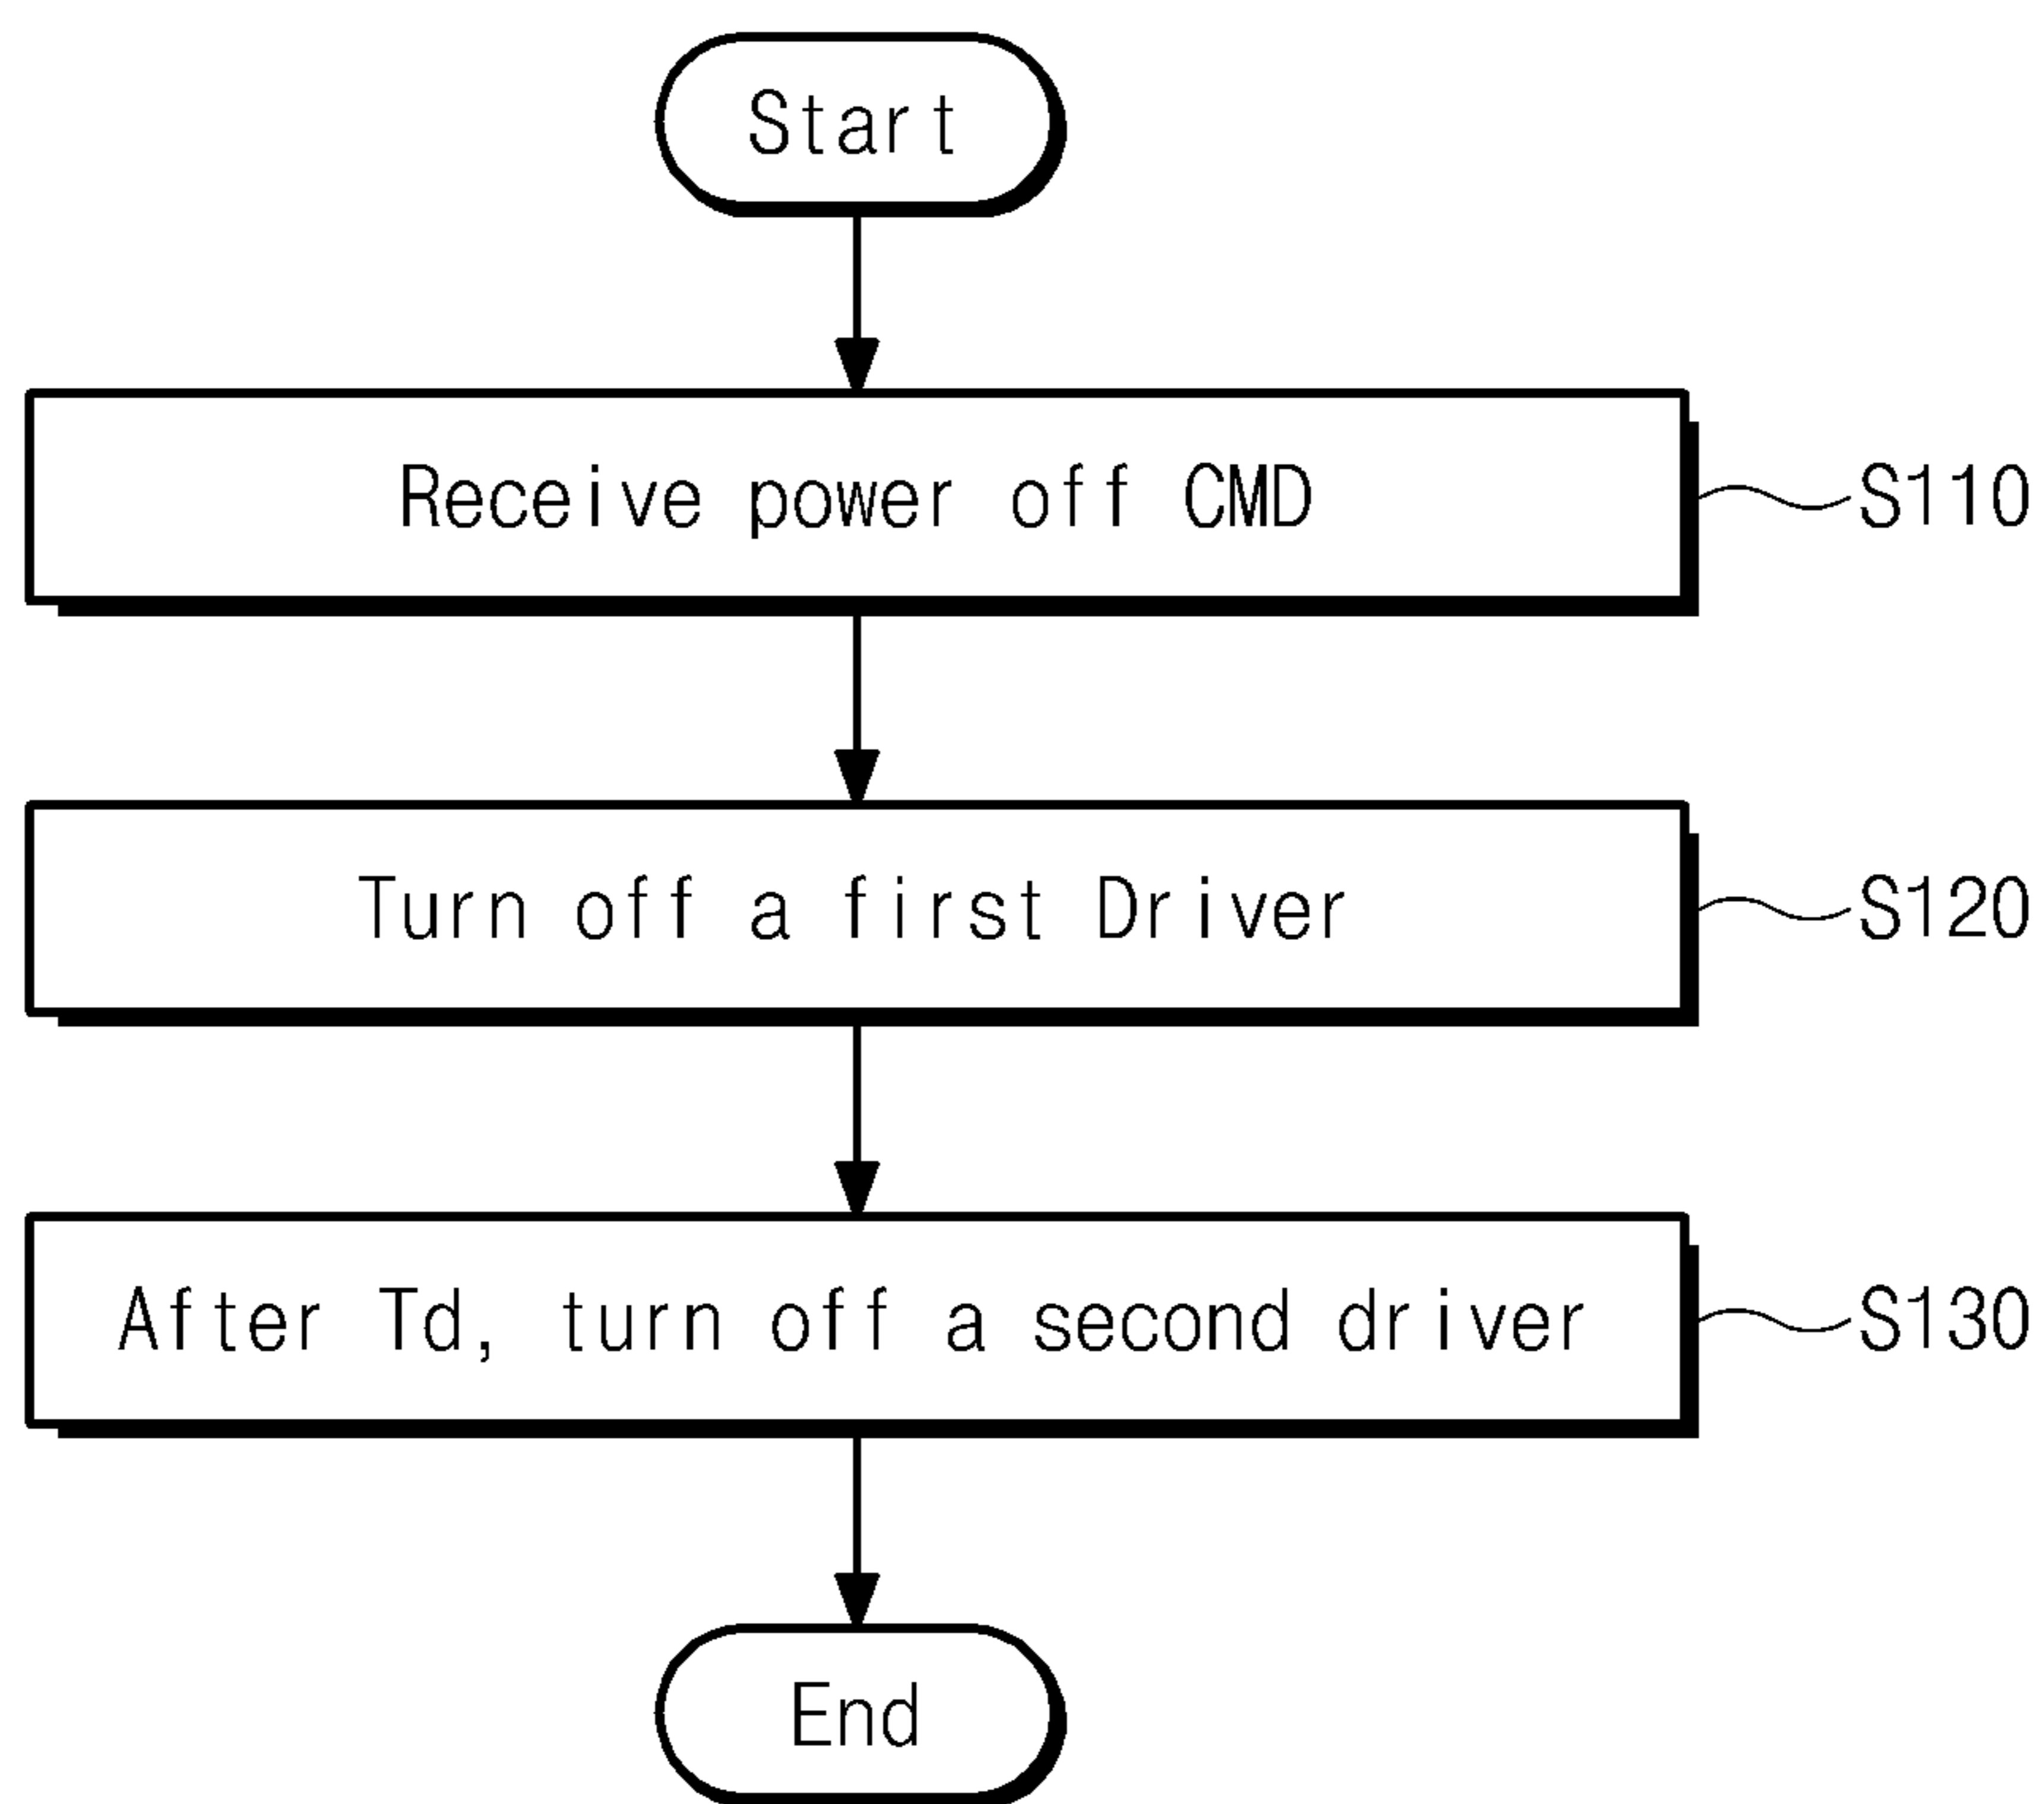 Start
Receive power off CMD
S110
Turn off a first Driver
S120
After Td, turn off a second driver
S130
End